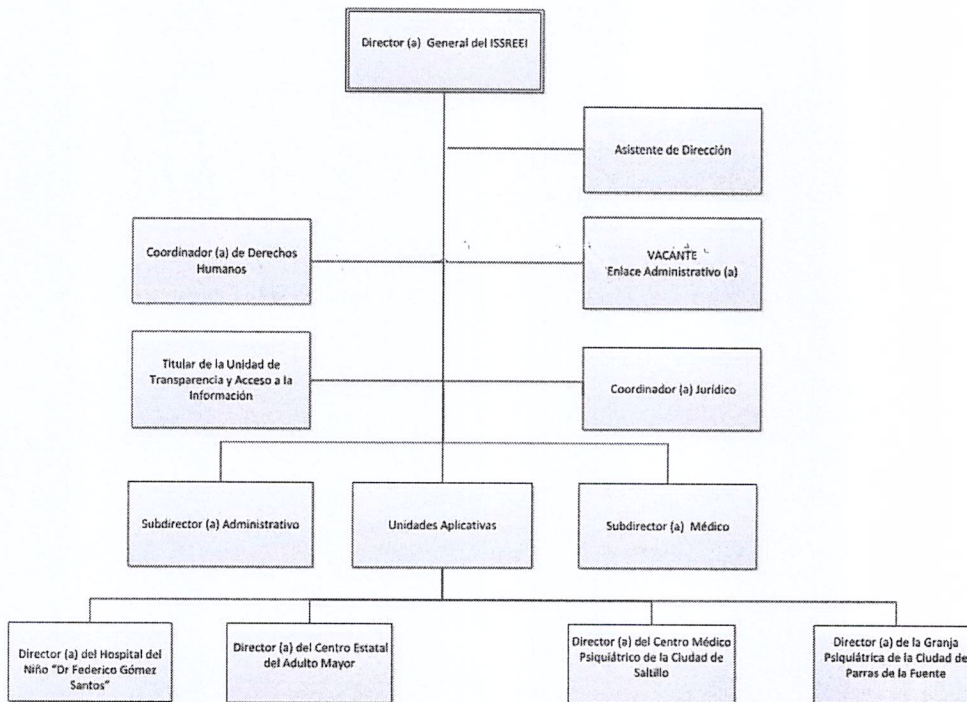 Director (a) General del ISSREEI
Asistente de Dirección
Coordinador (a) de Derechos
Humanos
VACANTE
Enlace Administrativo (a)
Titular de la Unidad de
Transparencia y Acceso a la
Información
Coordinador (a) Jurídico
Subdirector (a) Administrativo
Unidades Aplicativas
Subdirector (a) Médico
Director (a) del Hospital del
Niño "Dr Federico Gómez
Santos"
Director (a) del Centro Estatal
del Adulto Mayor
Director (a) del Centro Médico
Psiquiátrico de la Ciudad de
Saltillo
Director (a) de la Granja
Psiquiátrica de la Ciudad de
Parras de la Fuente